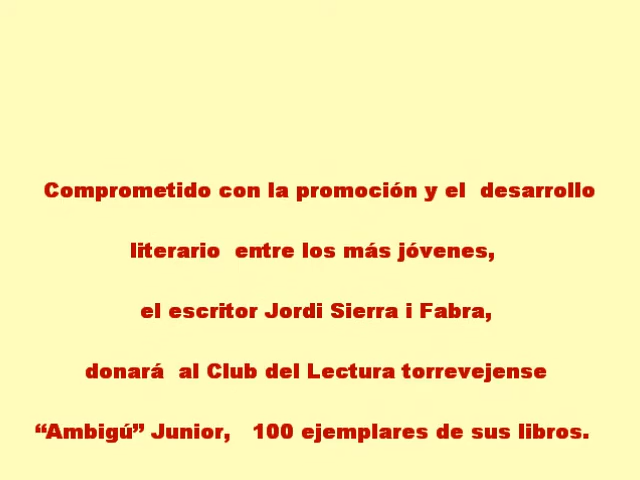 Comprometido con la promoción y el desarrollo
literario entre los más jóvenes,
el escritor Jordi Sierra i Fabra,
donará al Club del Lectura torrevejense
“Ambigú” Junior, 100 ejemplares de sus libros.